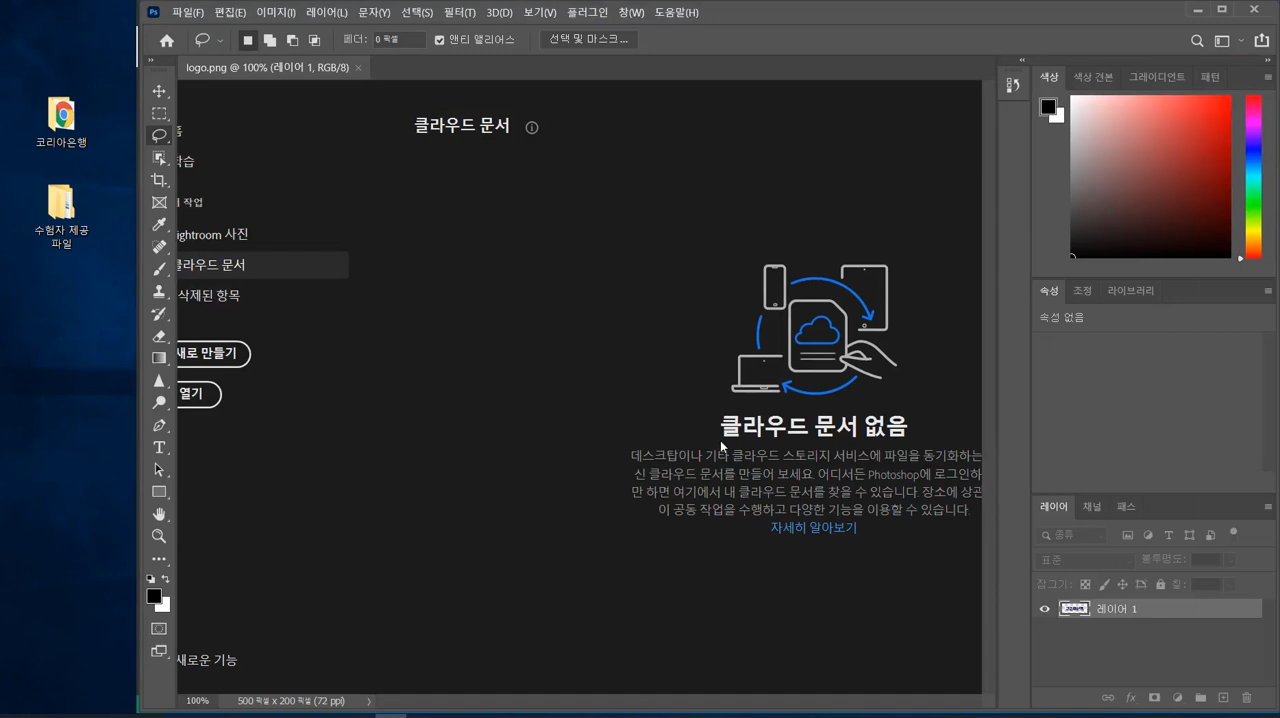 Ps 파일(F) 편집(E) 이미지(I) 레이어(L) 문자(Y) 선택(S) 필터(T) 3D(D) 보기(V) 플러그인 창(W) 도움말(H)
페더: 0 픽셀 앤티 앨리어스 선택 및 마스크...
logo.png @ 100% (레이어 1, RGB/8)
색상 색상 견본 그레이디언트 패턴
코리아은행
수험자 제공
파일
클라우드 문서
학습
작업
Lightroom 사진
클라우드 문서
삭제된 항목
새로 만들기
열기
새로운 기능
클라우드 문서 없음
데스크탑이나 기타 클라우드 스토리지 서비스에 파일을 동기화하는
신 클라우드 문서를 만들어 보세요. 어디서든 Photoshop에 로그인하
만 하면 여기에서 내 클라우드 문서를 찾을 수 있습니다. 장소에 상관
이 공동 작업을 수행하고 다양한 기능을 이용할 수 있습니다.
자세히 알아보기
속성 조정 라이브러리
속성 없음
레이어 채널 패스
종류
표준 불투명도:
잠그기: 칠:
레이어 1
100% 500 픽셀 x 200 픽셀 (72 ppi)